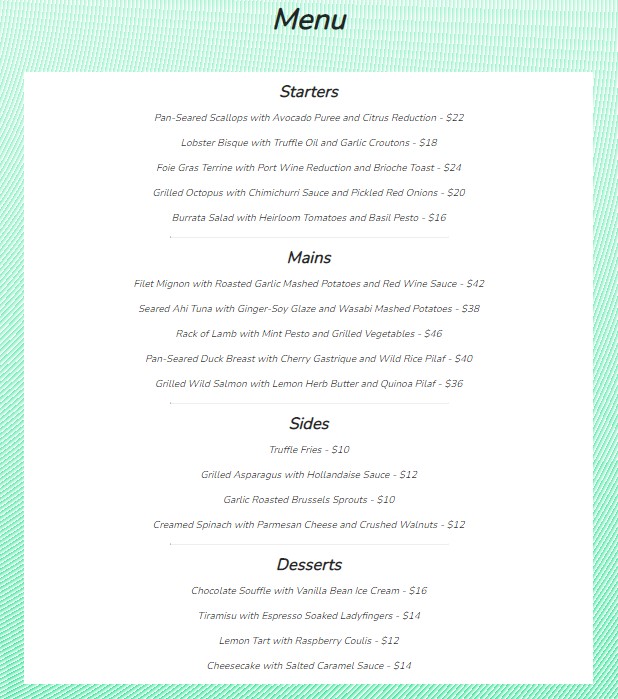 Menu
Starters
Pan-Seared Scallops with Avocado Puree and Citrus Reduction - $22
Lobster Bisque with Truffle Oil and Garlic Croutons - $18
Foie Gras Terrine with Port Wine Reduction and Brioche Toast - $24
Grilled Octopus with Chimichurri Sauce and Pickled Red Onions - $20
Burrata Salad with Heirloom Tomatoes and Basil Pesto - $16
Mains
Filet Mignon with Roasted Garlic Mashed Potatoes and Red Wine Sauce - $42
Seared Ahi Tuna with Ginger-Soy Glaze and Wasabi Mashed Potatoes - $38
Rack of Lamb with Mint Pesto and Grilled Vegetables - $46
Pan-Seared Duck Breast with Cherry Gastrique and Wild Rice Pilaf - $40
Grilled Wild Salmon with Lemon Herb Butter and Quinoa Pilaf - $36
Sides
Truffle Fries - $10
Grilled Asparagus with Hollandaise Sauce - $12
Garlic Roasted Brussels Sprouts - $10
Creamed Spinach with Parmesan Cheese and Crushed Walnuts - $12
Desserts
Chocolate Souffle with Vanilla Bean Ice Cream - $16
Tiramisu with Espresso Soaked Ladyfingers - $14
Lemon Tart with Raspberry Coulis - $12
Cheesecake with Salted Caramel Sauce - $14